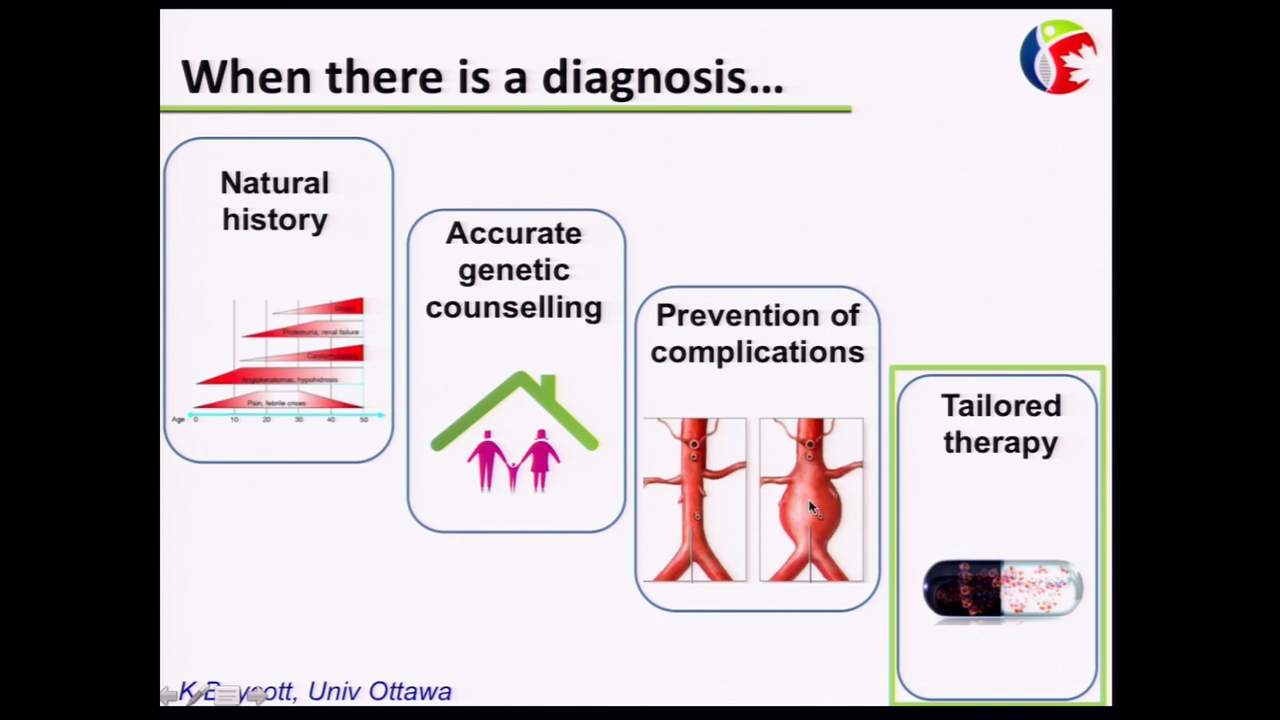 When there is a diagnosis...
Natural
history
Proteinuria, renal failure
Angiokeratomas, hypohidrosis
Pain, febrile crises
Age 0 10 20 30 40 50
Accurate
genetic
counselling
Prevention of
complications
Tailored
therapy
K Boycott, Univ Ottawa